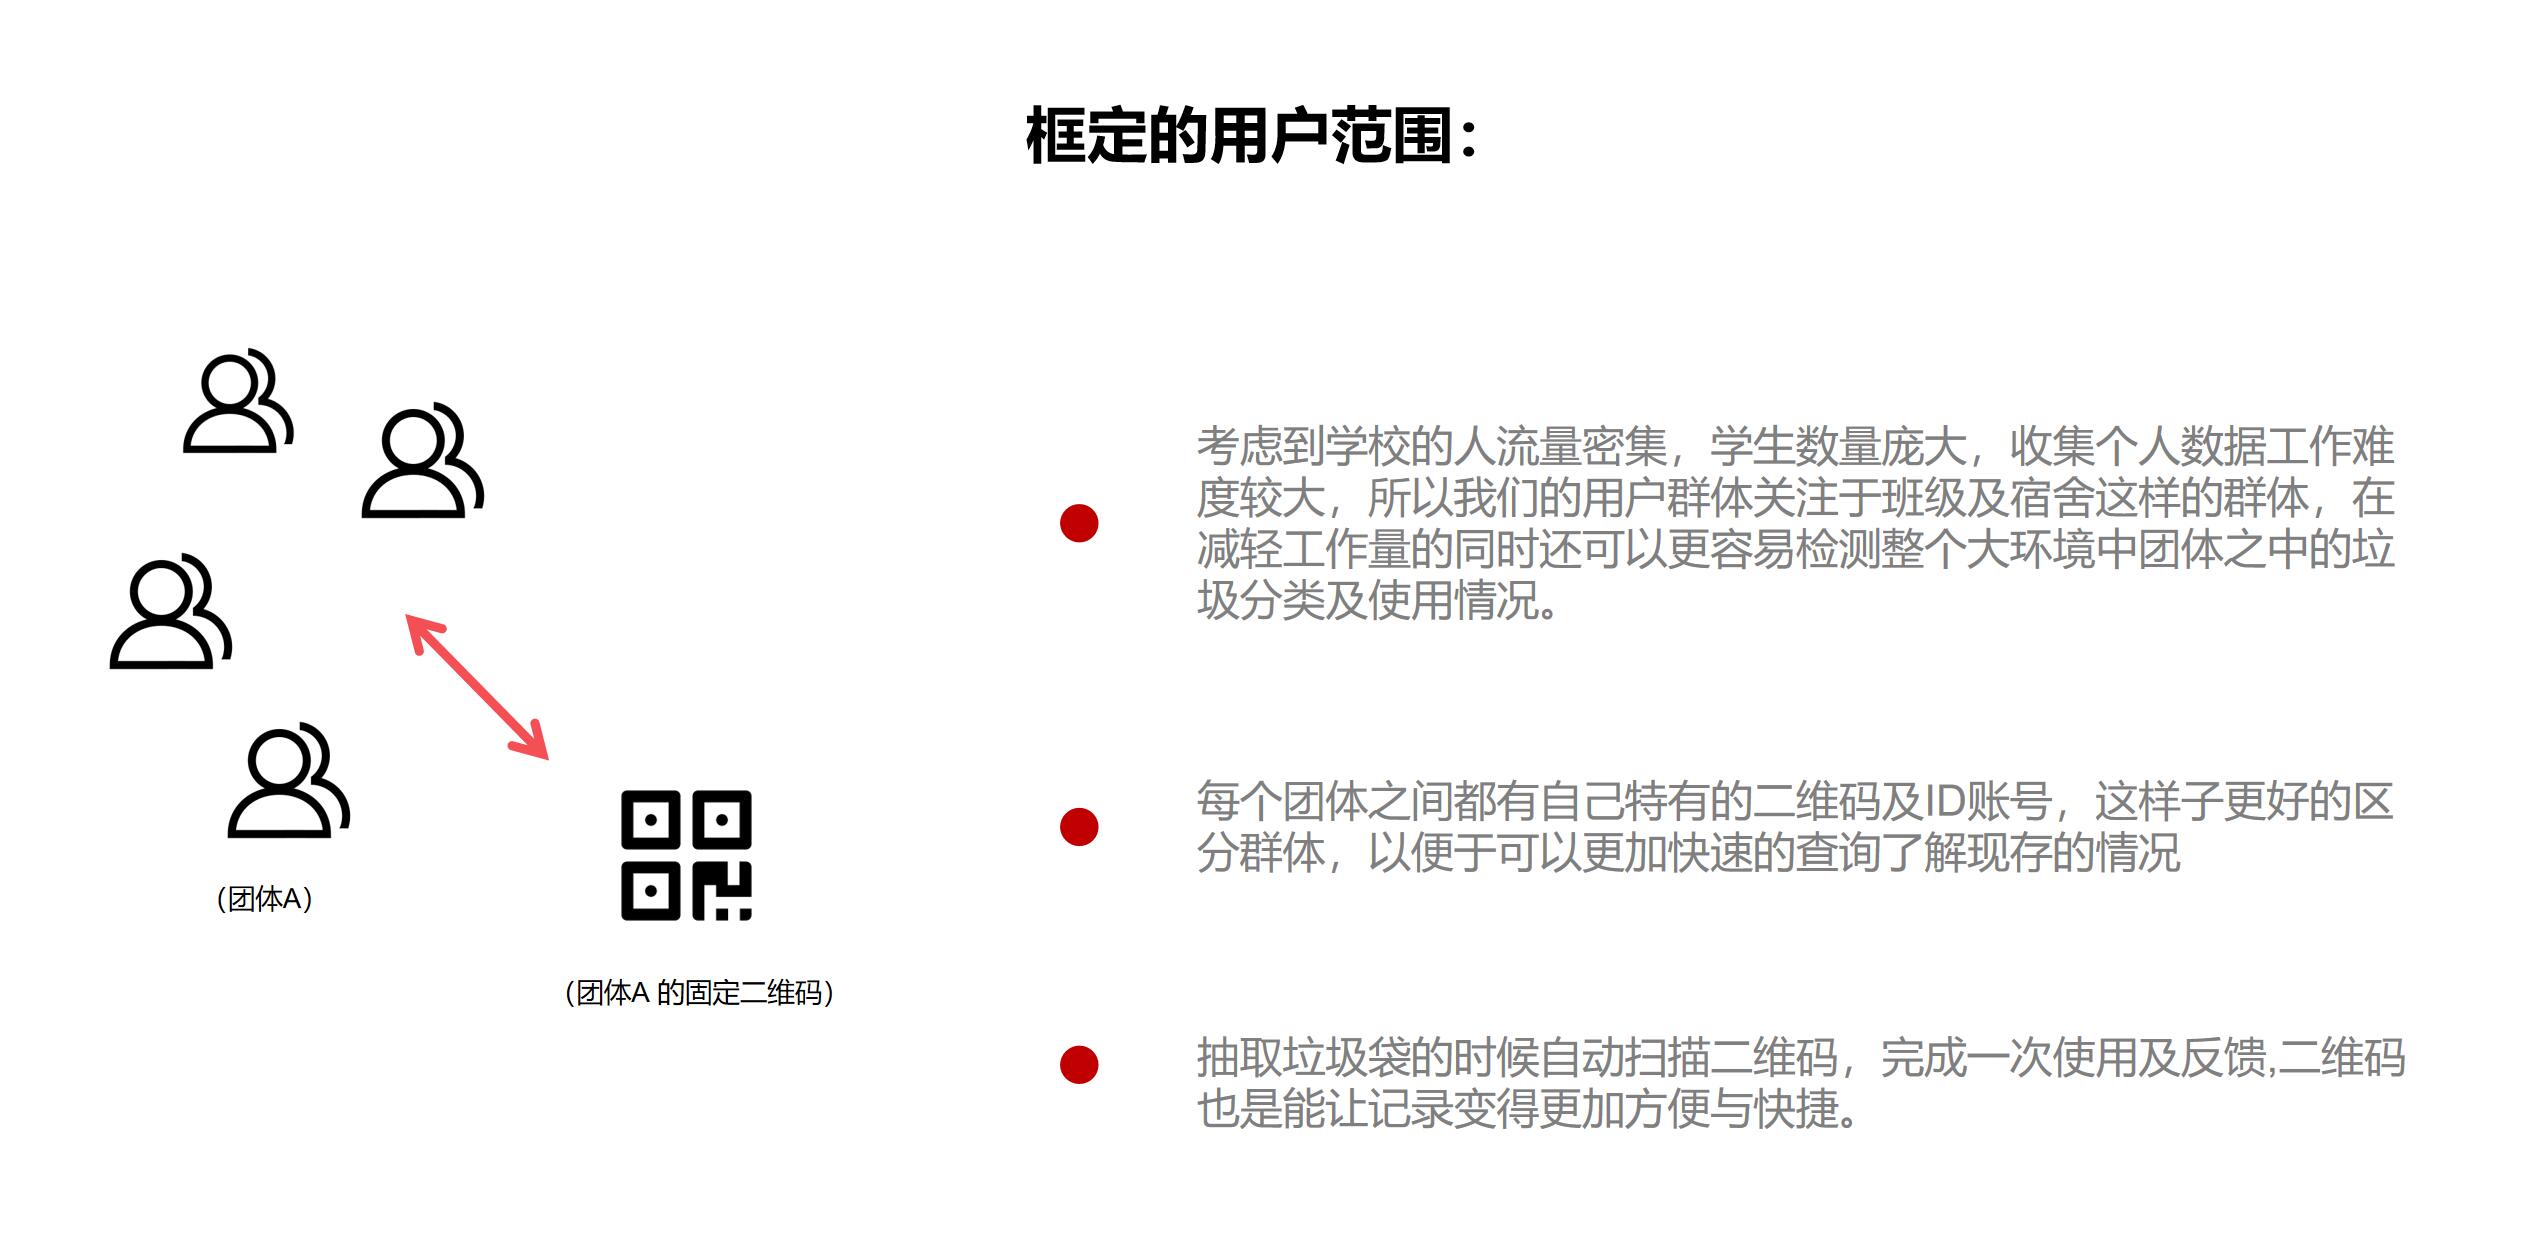 框定的用户范围：
考虑到学校的人流量密集，学生数量庞大，收集个人数据工作难
度较大，所以我们的用户群体关注于班级及宿舍这样的群体，在
减轻工作量的同时还可以更容易检测整个大环境中团体之中的垃
圾分类及使用情况。
每个团体之间都有自己特有的二维码及ID账号，这样子更好的区
分群体，以便于可以更加快速的查询了解现存的情况
（团体A）
（团体A 的固定二维码）
抽取垃圾袋的时候自动扫描二维码，完成一次使用及反馈,二维码
也是能让记录变得更加方便与快捷。